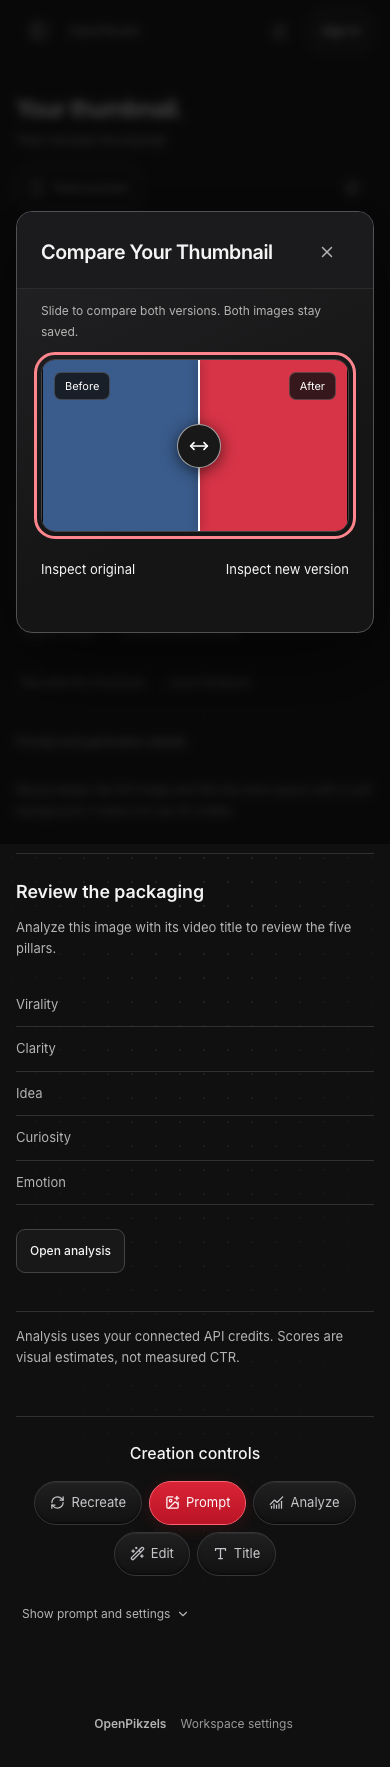 Your thumbnail.
Compare Your Thumbnail
Slide to compare both versions. Both images stay
saved.
Before
After
Inspect original
Inspect new version
Review the packaging
Analyze this image with its video title to review the five
pillars.
Virality
Clarity
Idea
Curiosity
Emotion
Open analysis
Analysis uses your connected API credits. Scores are
visual estimates, not measured CTR.
Creation controls
Recreate
Prompt
Analyze
Edit
Title
Show prompt and settings
OpenPikzels
Workspace settings